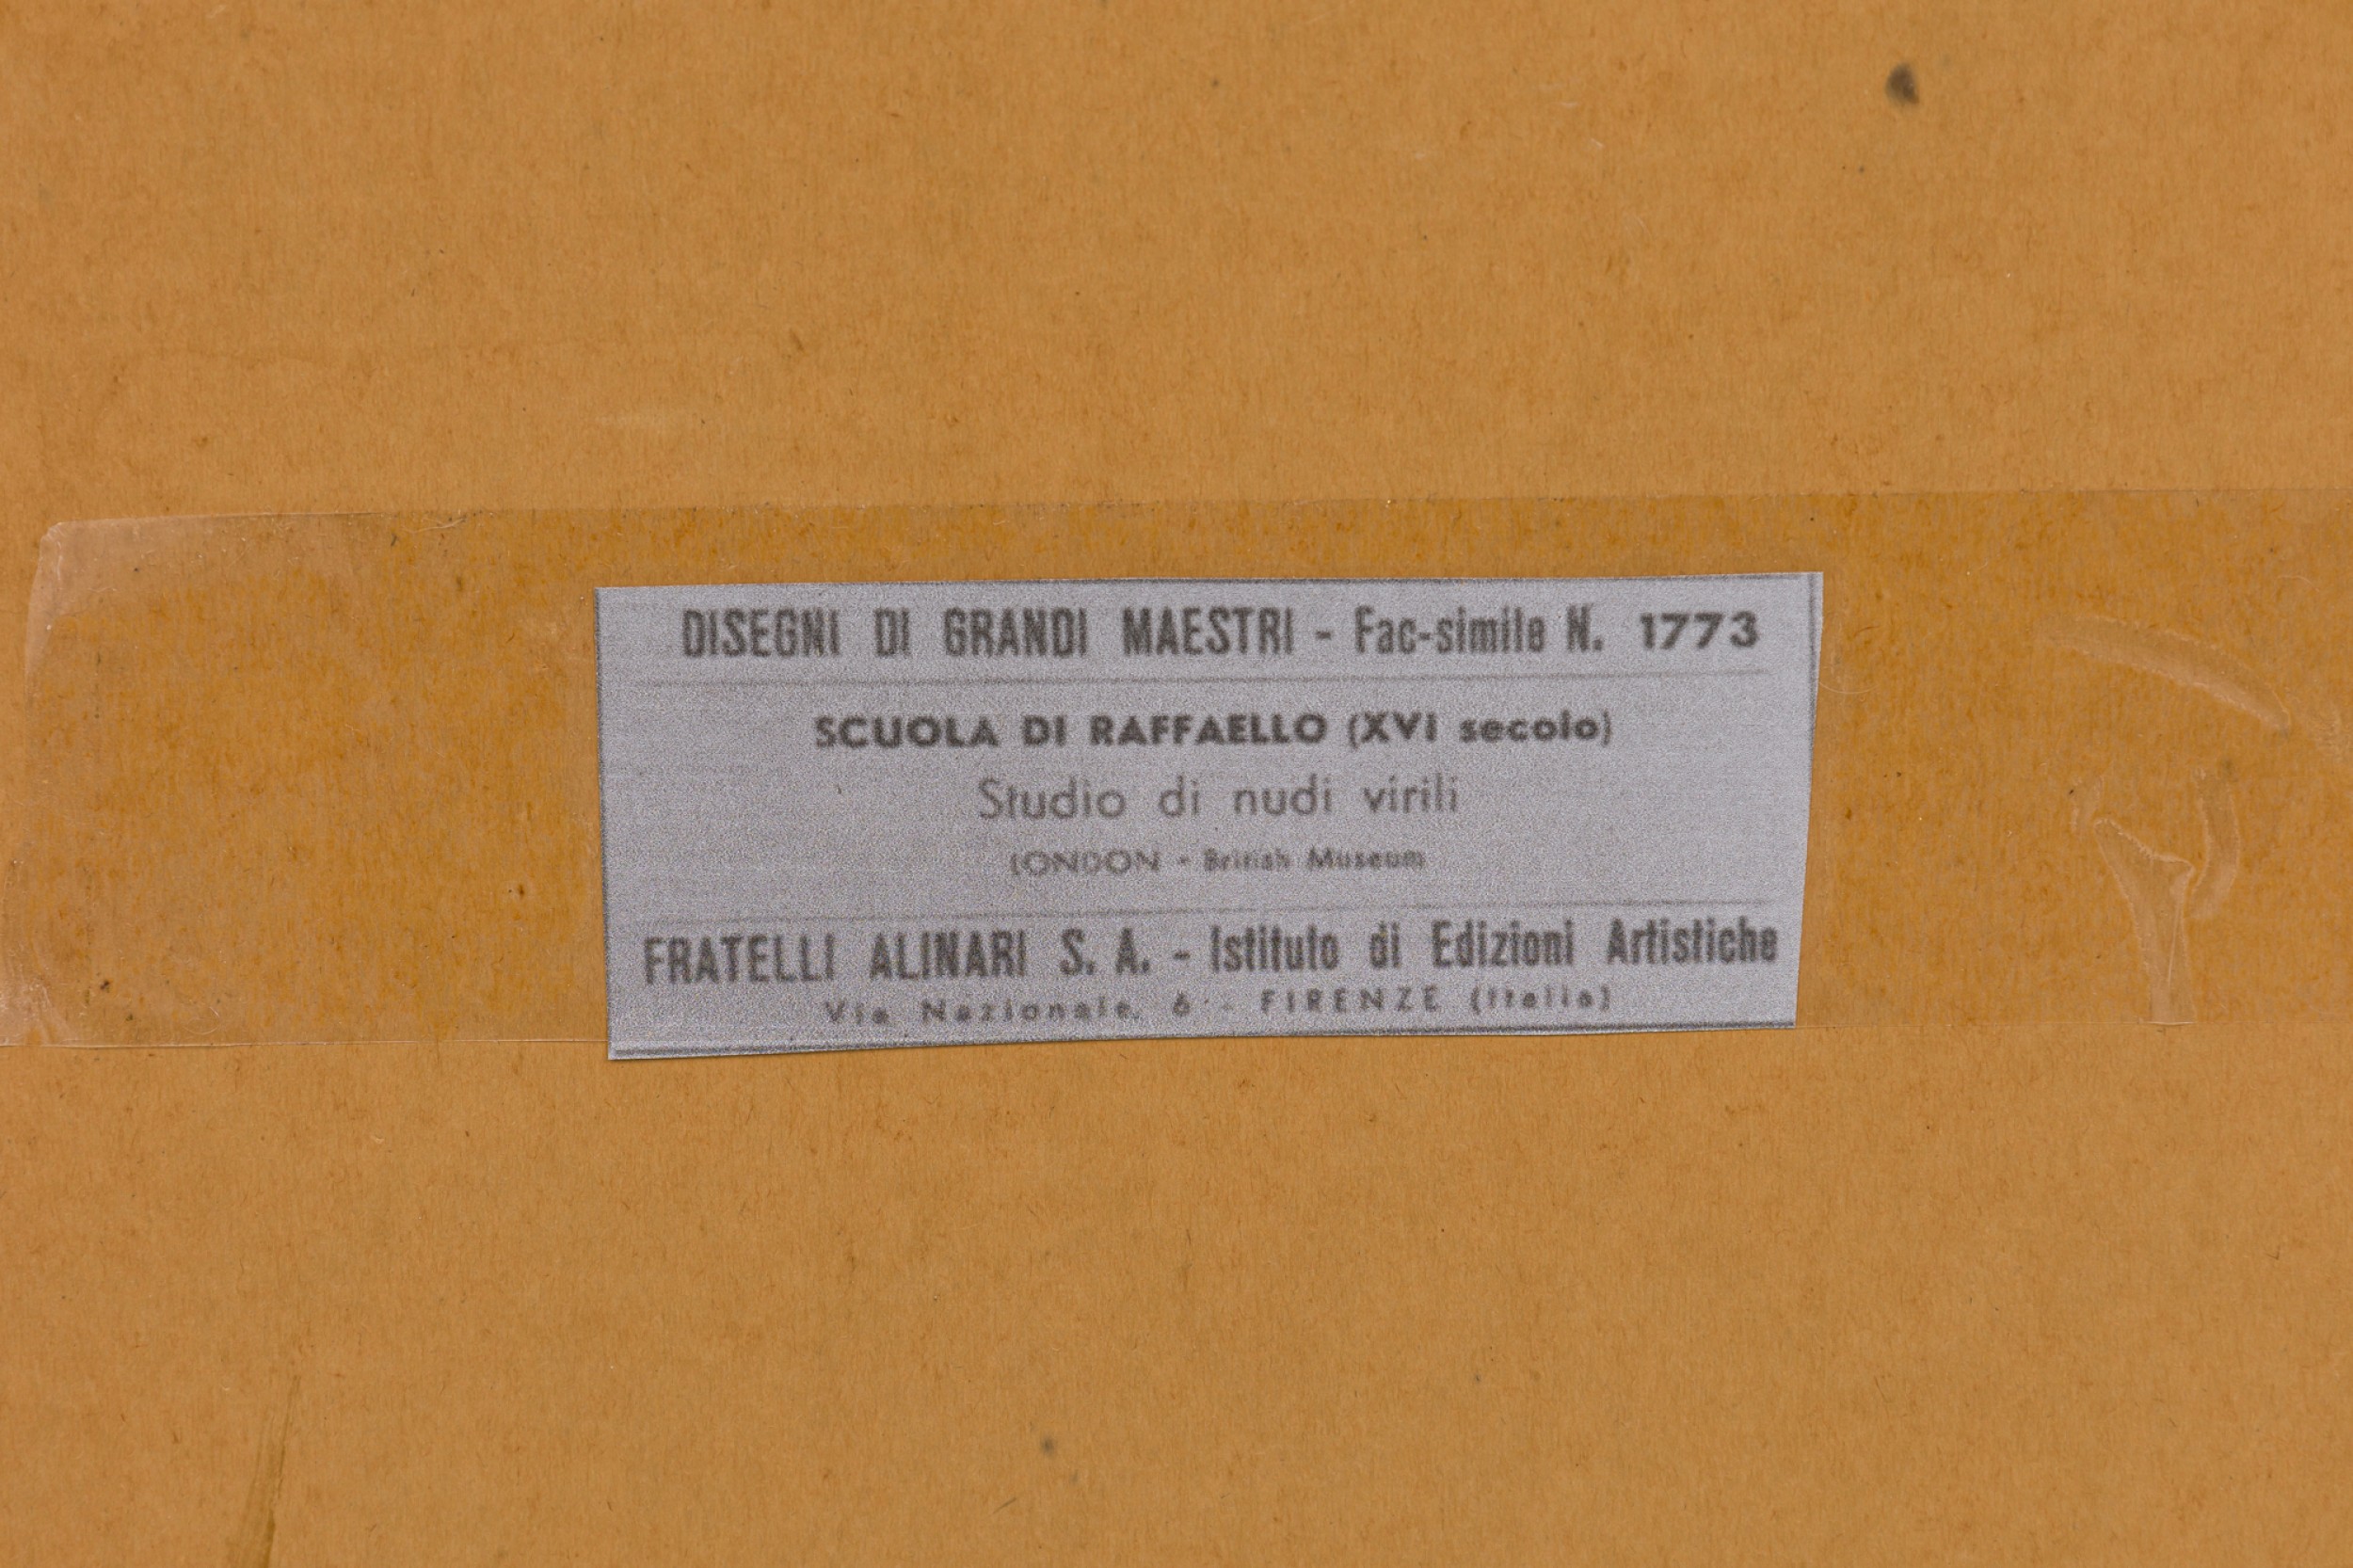 DISEGNI DI GRANDI MAESTRI - Fac-simile N. 1773
SCUOLA DI RAFFAELLO (XVI secolo)
Studio di nudi virili
LONDON - British Museum
FRATELLI ALINARI S. A. - Istituto di Edizioni Artistiche
Via Nazionale, 6 - FIRENZE (Italia)